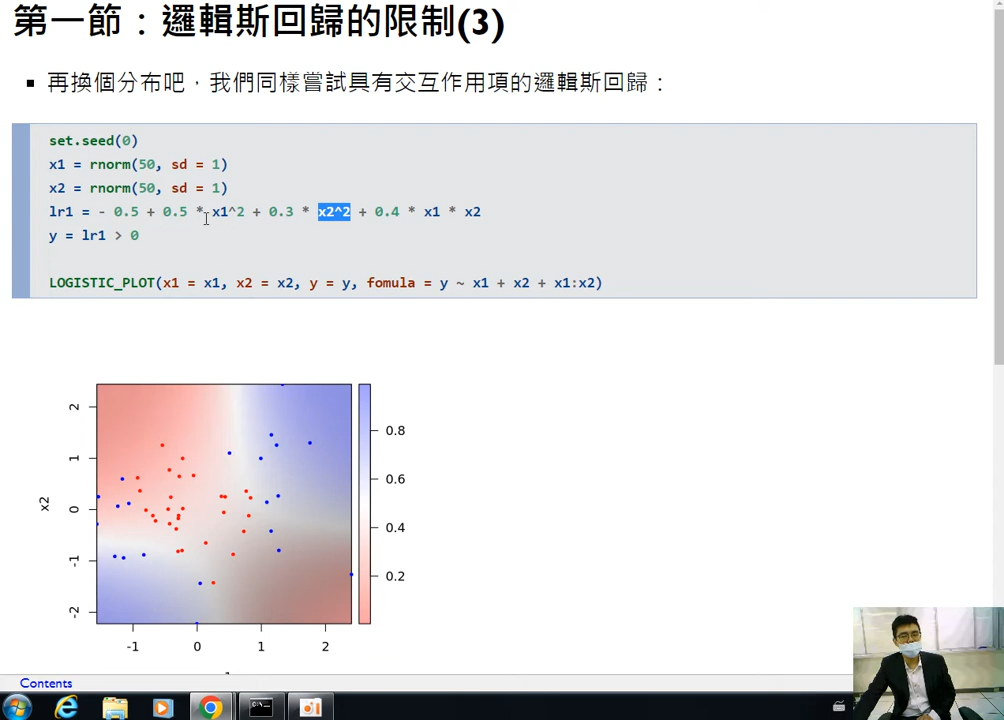 第一節：邏輯斯回歸的限制(3)
再換個分布吧，我們同樣嘗試具有交互作用項的邏輯斯回歸：
set.seed(0)
x1 = rnorm(50, sd = 1)
x2 = rnorm(50, sd = 1)
lr1 = - 0.5 + 0.5 * x1^2 + 0.3 * x2^2 + 0.4 * x1 * x2
y = lr1 > 0
LOGISTIC_PLOT(x1 = x1, x2 = x2, y = y, fomula = y ~ x1 + x2 + x1:x2)
2
1
0
-1
-2
x2
-1 0 1 2
0.8
0.6
0.4
0.2
Contents